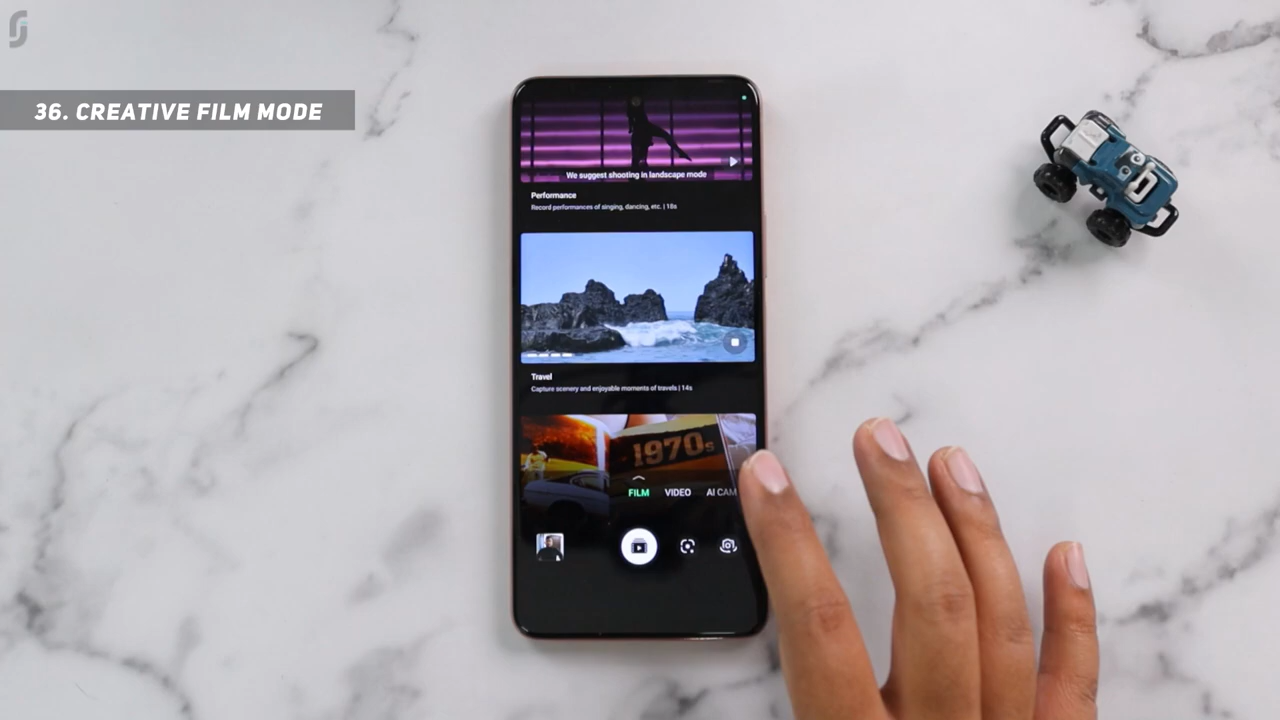 36. CREATIVE FILM MODE
We suggest shooting in landscape mode
Performance
Record performances of singing, dancing, etc. | 18s
Travel
Capture scenery and enjoyable moments of travels | 14s
1970s
FILM VIDEO AI CAM